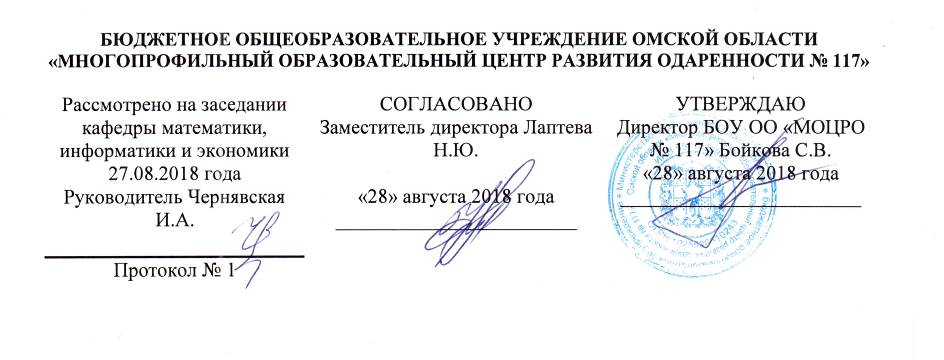 БЮДЖЕТНОЕ ОБЩЕОБРАЗОВАТЕЛЬНОЕ УЧРЕЖДЕНИЕ ОМСКОЙ ОБЛАСТИ
«МНОГОПРОФИЛЬНЫЙ ОБРАЗОВАТЕЛЬНЫЙ ЦЕНТР РАЗВИТИЯ ОДАРЕННОСТИ № 117»
Рассмотрено на заседании
кафедры математики,
информатики и экономики
27.08.2018 года
Руководитель Чернявская
И.А.
Протокол № 1
СОГЛАСОВАНО
Заместитель директора Лаптева
Н.Ю.
«28» августа 2018 года
УТВЕРЖДАЮ
Директор БОУ ОО «МОЦРО
№ 117» Бойкова С.В.
«28» августа 2018 года